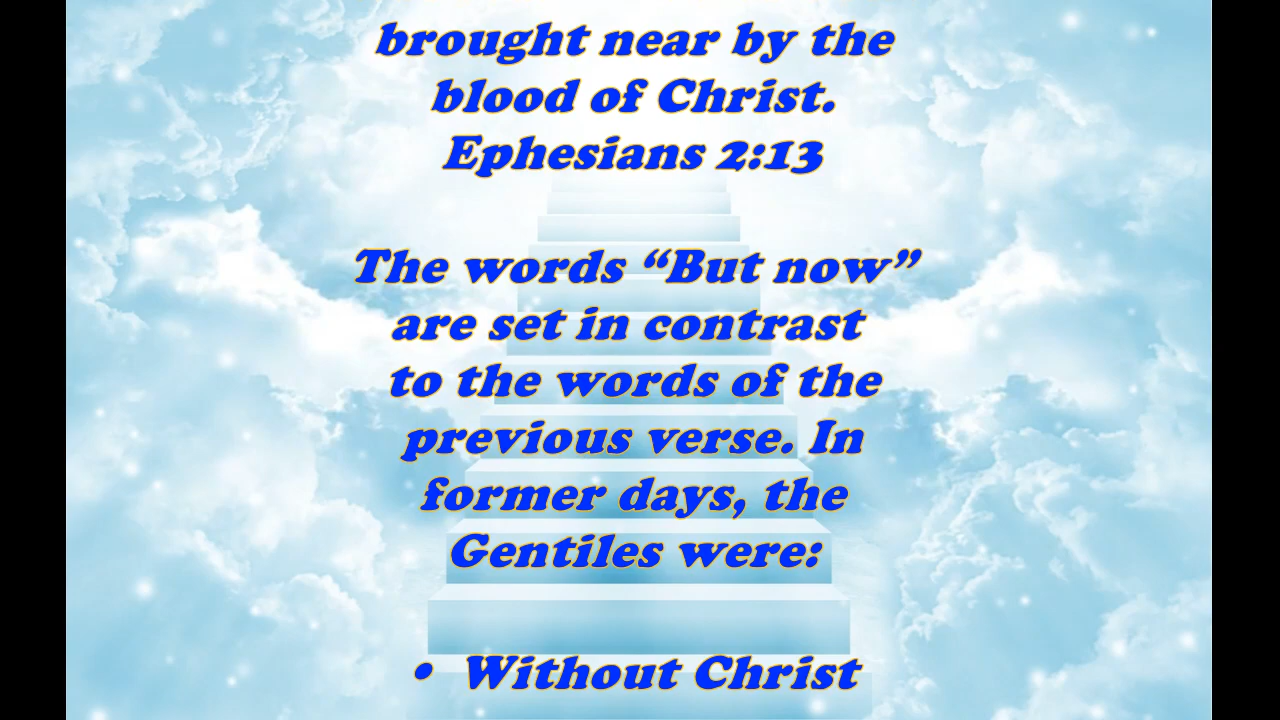 brought near by the
blood of Christ.
Ephesians 2:13
The words “But now”
are set in contrast
to the words of the
previous verse. In
former days, the
Gentiles were:
• Without Christ